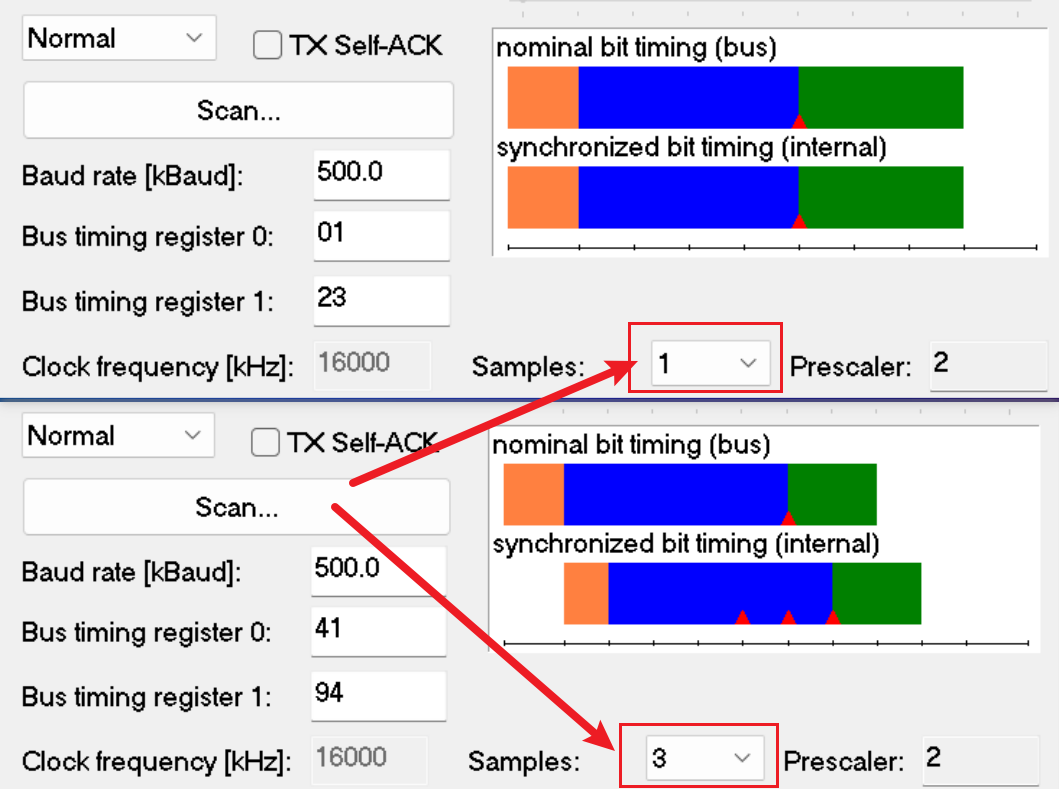 Normal
TX Self-ACK
Scan...
Baud rate [kBaud]: 500.0
Bus timing register 0: 01
Bus timing register 1: 23
Clock frequency [kHz]: 16000
nominal bit timing (bus)
synchronized bit timing (internal)
Samples: 1 Prescaler: 2
Normal
TX Self-ACK
Scan...
Baud rate [kBaud]: 500.0
Bus timing register 0: 41
Bus timing register 1: 94
Clock frequency [kHz]: 16000
nominal bit timing (bus)
synchronized bit timing (internal)
Samples: 3 Prescaler: 2